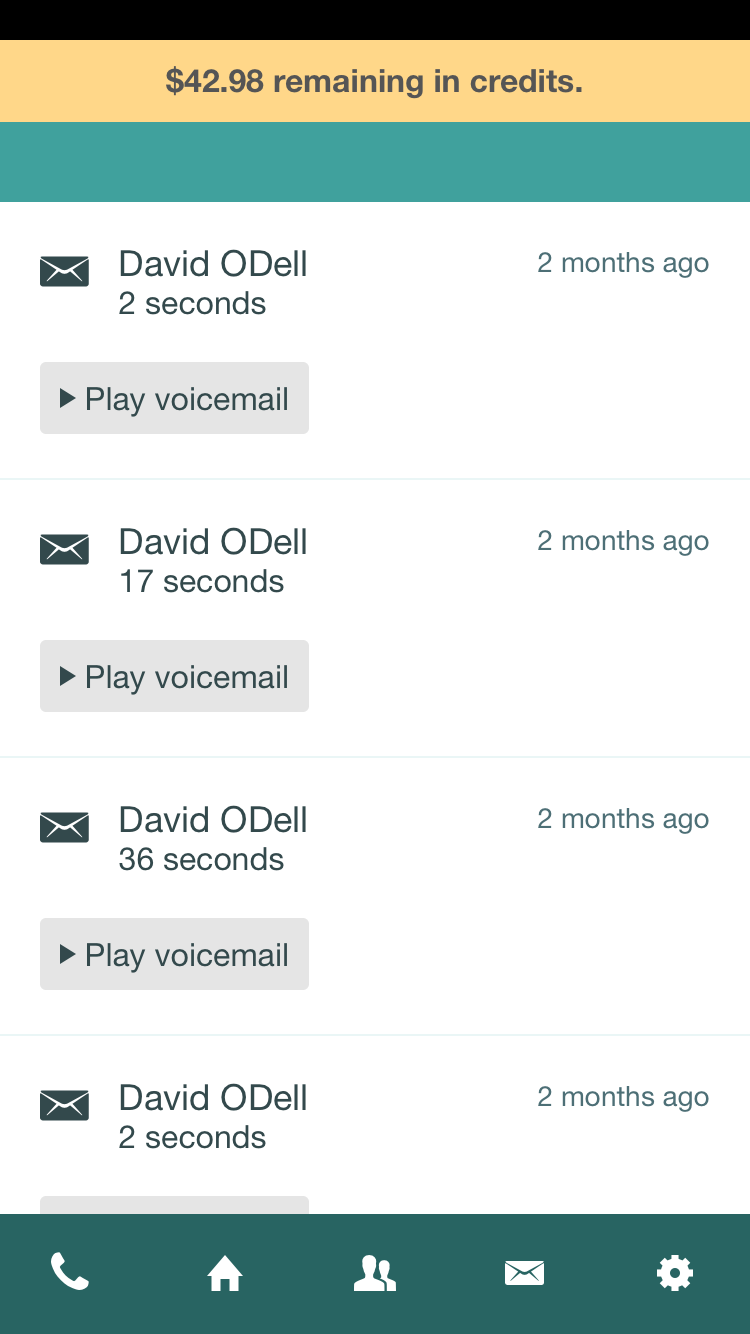 $42.98 remaining in credits.
David ODell
2 months ago
2 seconds
Play voicemail
David ODell
2 months ago
17 seconds
Play voicemail
David ODell
2 months ago
36 seconds
Play voicemail
David ODell
2 months ago
2 seconds